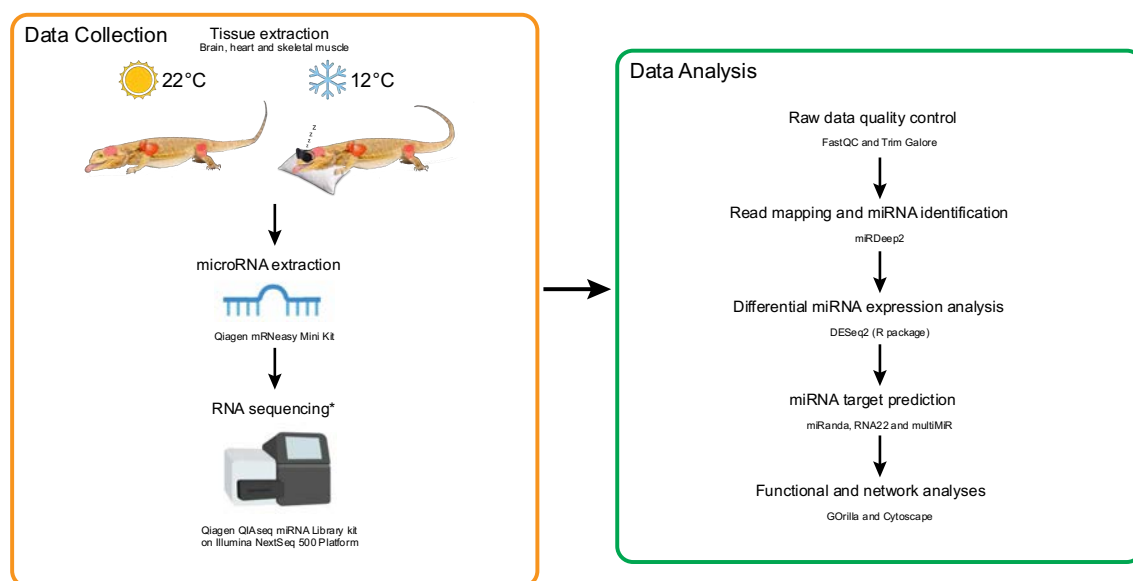 Data Collection
Tissue extraction
Brain, heart and skeletal muscle
22°C
12°C
z
z
z
z
microRNA extraction
Qiagen mRNeasy Mini Kit
RNA sequencing*
Qiagen QIAseq miRNA Library kit
on Illumina NextSeq 500 Platform
Data Analysis
Raw data quality control
FastQC and Trim Galore
Read mapping and miRNA identification
miRDeep2
Differential miRNA expression analysis
DESeq2 (R package)
miRNA target prediction
miRanda, RNA22 and multiMiR
Functional and network analyses
GOrilla and Cytoscape